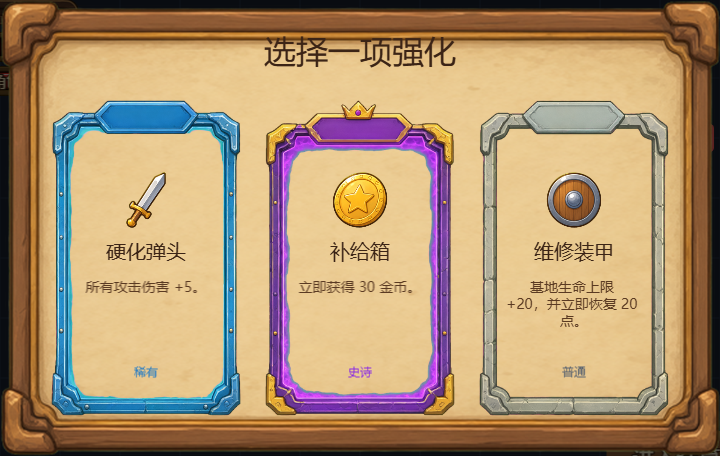 选择一项强化
硬化弹头
所有攻击伤害 +5。
稀有
补给箱
立即获得 30 金币。
史诗
维修装甲
基地生命上限
+20，并立即恢复 20
点。
普通